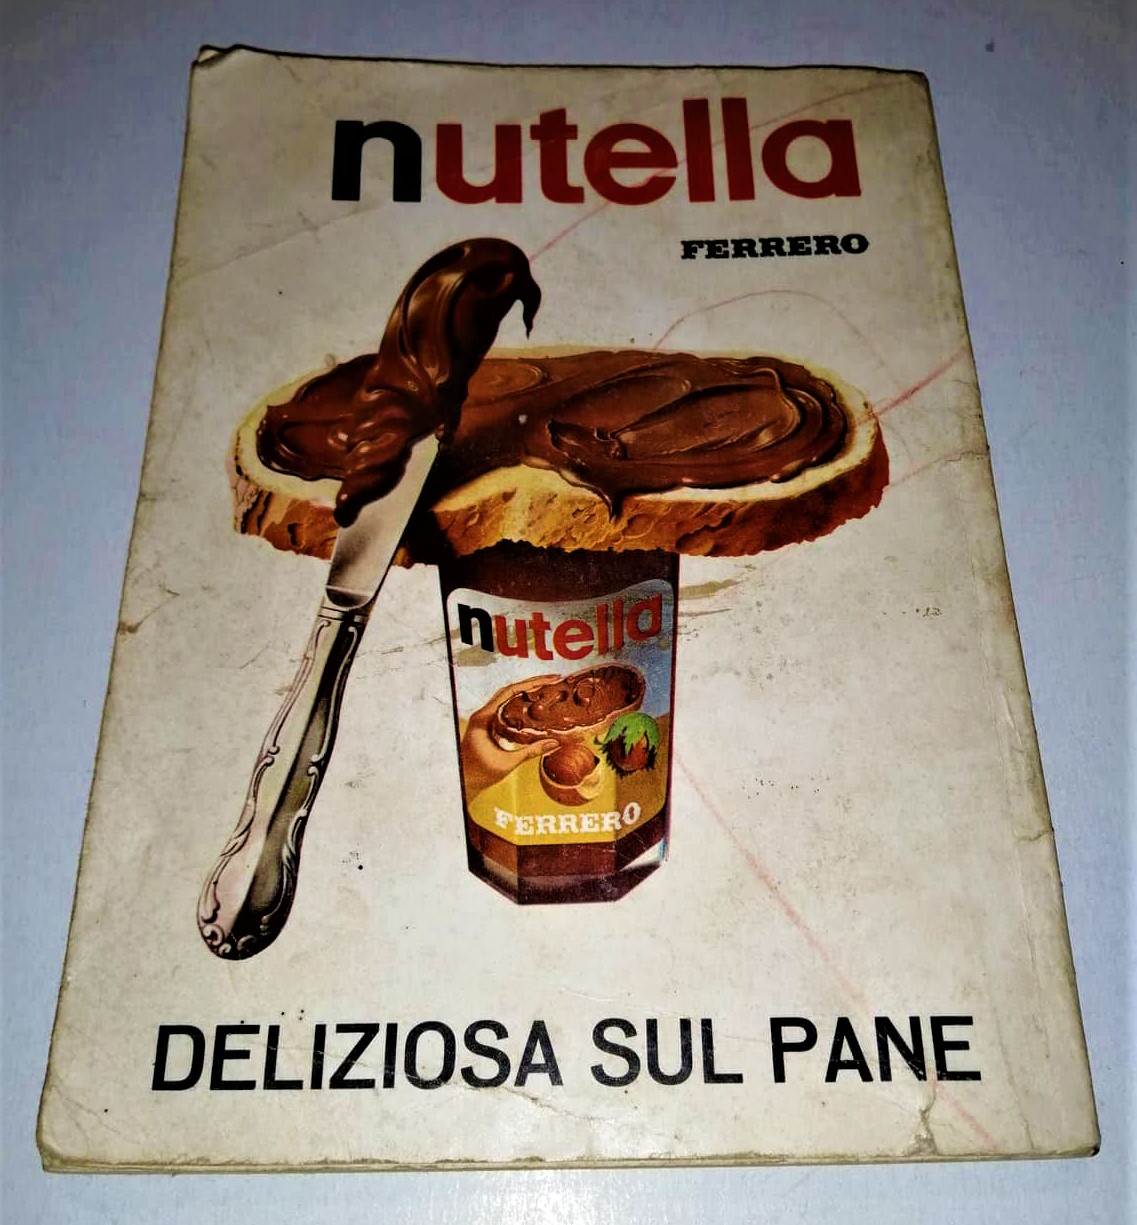 nutella
FERRERO
nutella
FERRERO
DELIZIOSA SUL PANE